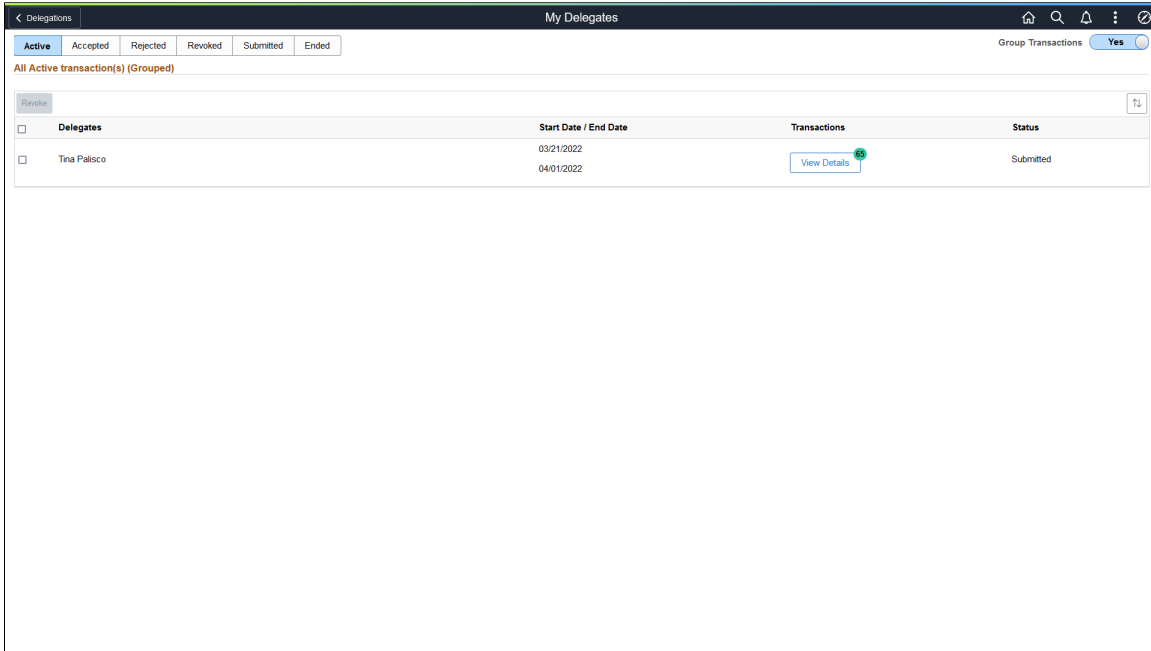 Delegations
My Delegates
Active Accepted Rejected Revoked Submitted Ended
Group Transactions Yes
All Active transaction(s) (Grouped)
Revoke
Delegates Start Date / End Date Transactions Status
Tina Palisco 03/21/2022 View Details 65 Submitted
04/01/2022